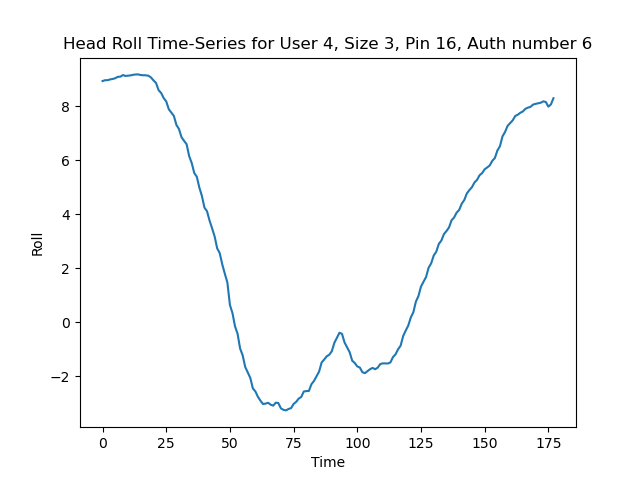 Head Roll Time-Series for User 4, Size 3, Pin 16, Auth number 6
8
6
4
2
0
−2
Roll
0 25 50 75 100 125 150 175
Time